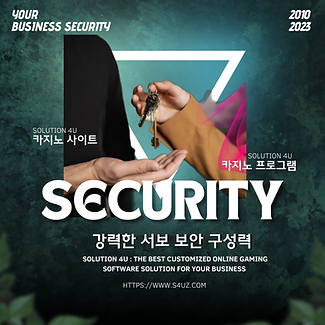 YOUR
BUSINESS SECURITY
2010
2023
SOLUTION 4U
카지노 사이트
SOLUTION 4U
카지노 프로그램
SECURITY
강력한 서보 보안 구성력
SOLUTION 4U : THE BEST CUSTOMIZED ONLINE GAMING
SOFTWARE SOLUTION FOR YOUR BUSINESS
HTTPS://WWW.S4UZ.COM